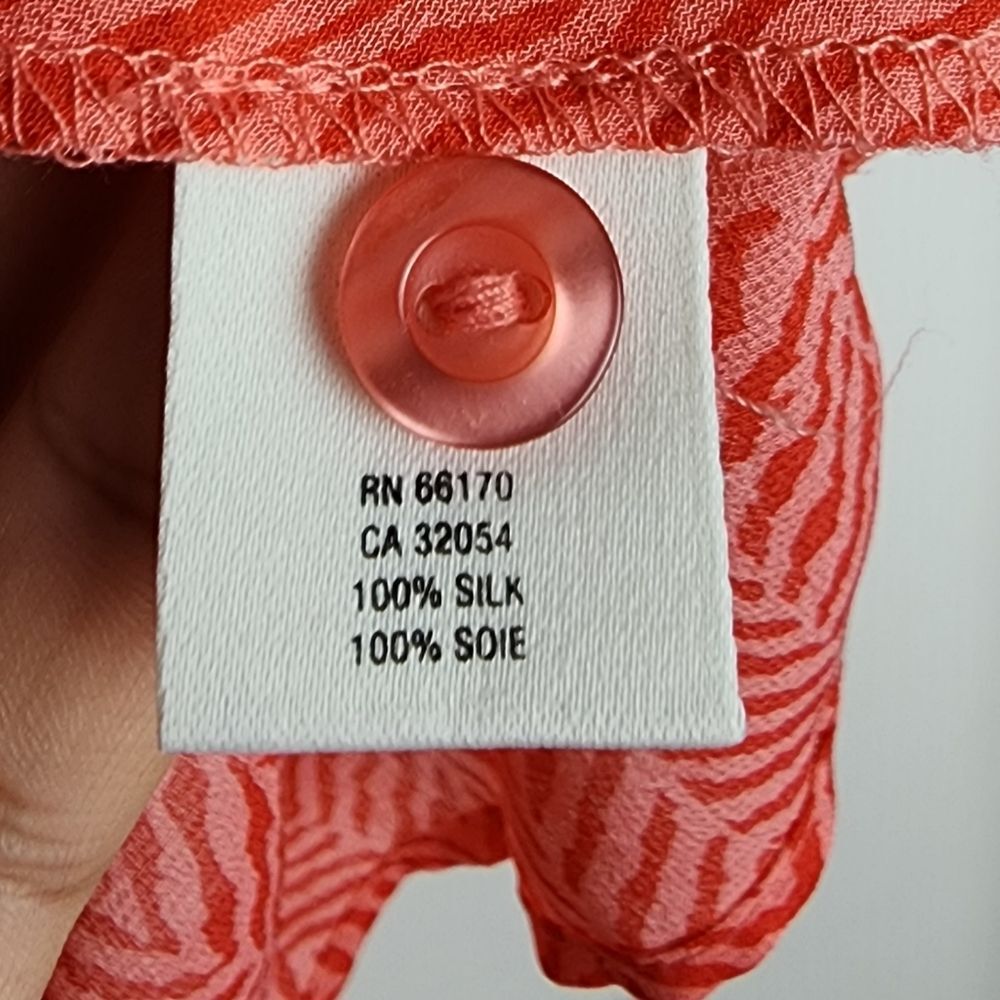 RN 66170
CA 32054
100% SILK
100% SOIE